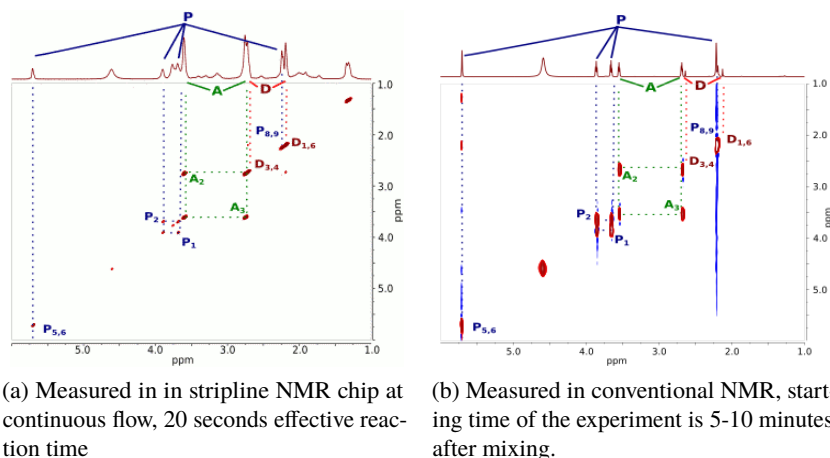 P
A
D
1.0
2.0
3.0
4.0
5.0
ppm
P8,9
D1,6
D3,4
A2
A3
P2
P1
P5,6
5.0
4.0
3.0
2.0
1.0
ppm
(a) Measured in in stripline NMR chip at
continuous flow, 20 seconds effective reac-
tion time
P
A
D
1.0
2.0
3.0
4.0
5.0
ppm
P8,9
D1,6
D3,4
A2
A3
P2
P1
P5,6
5.0
4.0
3.0
2.0
1.0
ppm
(b) Measured in conventional NMR, start-
ing time of the experiment is 5-10 minutes
after mixing.